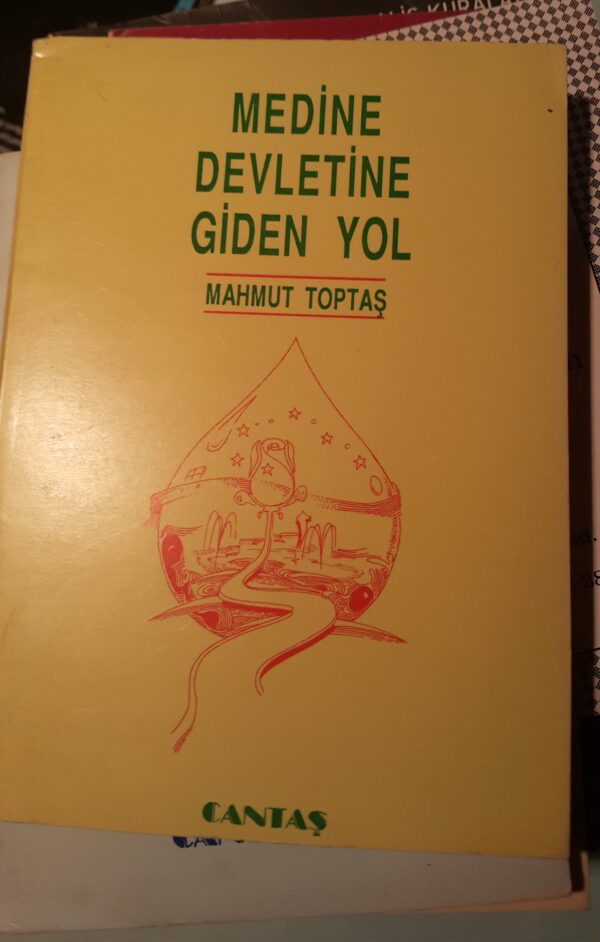 MEDİNE
DEVLETİNE
GİDEN YOL
MAHMUT TOPTAŞ
CANTAŞ